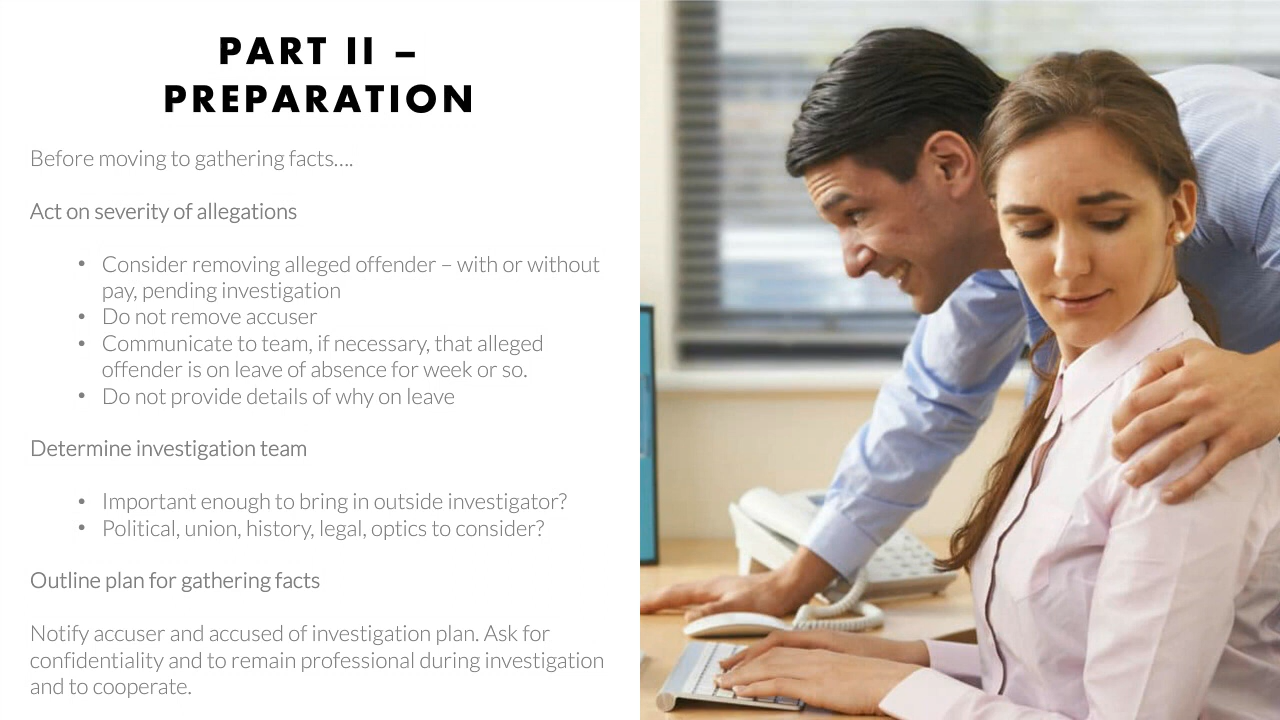 PART II –
PREPARATION
Before moving to gathering facts....
Act on severity of allegations
• Consider removing alleged offender – with or without
pay, pending investigation
• Do not remove accuser
• Communicate to team, if necessary, that alleged
offender is on leave of absence for week or so.
• Do not provide details of why on leave
Determine investigation team
• Important enough to bring in outside investigator?
• Political, union, history, legal, optics to consider?
Outline plan for gathering facts
Notify accuser and accused of investigation plan. Ask for
confidentiality and to remain professional during investigation
and to cooperate.